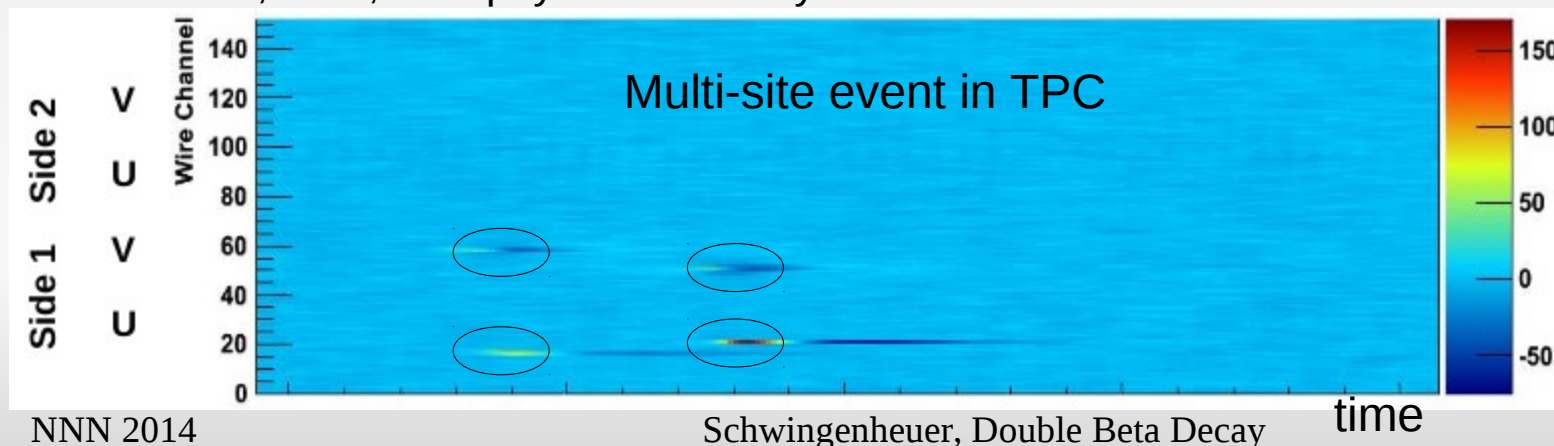 Multi-site event in TPC
Side 2
V
U
Side 1
V
U
Wire Channel
140
120
100
80
60
40
20
0
150
100
50
0
-50
time
NNN 2014
Schwingenheuer, Double Beta Decay